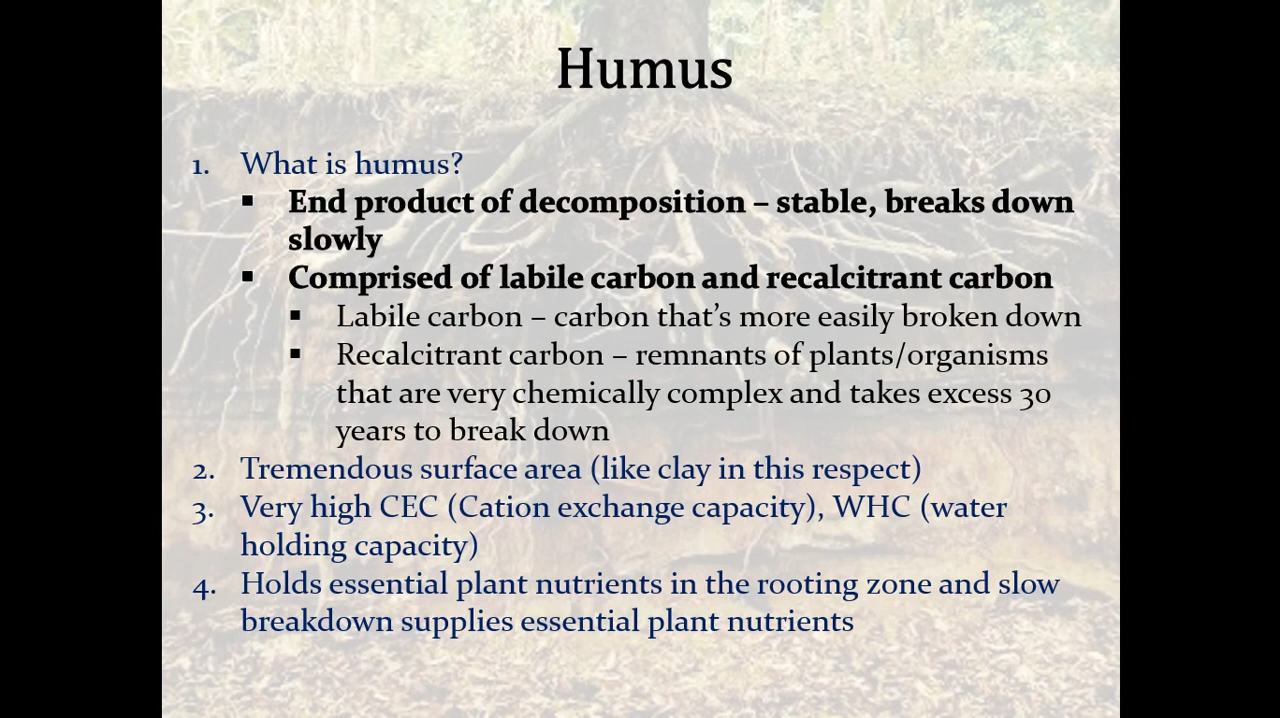 Humus
1. What is humus?
▪ End product of decomposition – stable, breaks down
slowly
▪ Comprised of labile carbon and recalcitrant carbon
▪ Labile carbon – carbon that’s more easily broken down
▪ Recalcitrant carbon – remnants of plants/organisms
that are very chemically complex and takes excess 30
years to break down
2. Tremendous surface area (like clay in this respect)
3. Very high CEC (Cation exchange capacity), WHC (water
holding capacity)
4. Holds essential plant nutrients in the rooting zone and slow
breakdown supplies essential plant nutrients